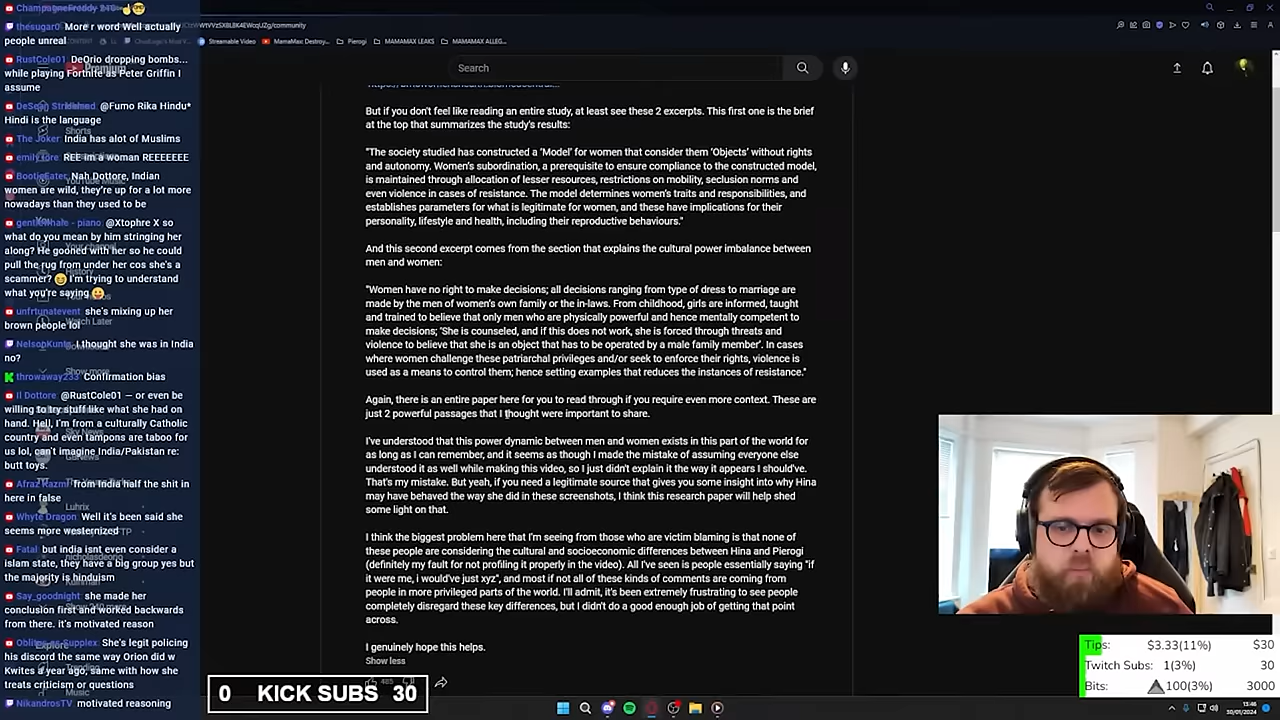 thesugar0 More r word Well actually
people unreal
RustCole01 DeOrio dropping bombs...
while playing Forthite as Peter Griffin I
assume
@Fumo Rika Hindu*
Hindi is the language
The Joker: India has alot of Muslims
REE im a woman REEEEEEE
Nah Dottore, Indian
women are wild, they're up for a lot more
nowadays than they used to be
gentlewhale - piano: @Xtophre X so
what do you mean by him stringing her
along? He gooned with her so he could
pull the rug from under her cos she's a
scammer? 😆 I'm trying to understand
what you're saying 😛
unfrtunatevent she's mixing up her
brown people lol
I thought she was in India
no?
throwaway233 Confirmation bias
Il Dottore @RustCole01 — or even be
willing to try stuff like what she had on
hand. Hell, I'm from a culturally Catholic
country and even tampons are taboo for
us lol, can't imagine India/Pakistan re:
butt toys.
Afraz Kazmi from india half the shit in
here in false
Whyte Dragon Well it's been said she
seems more westernized
Fatal: but india isnt even consider a
islam state, they have a big group yes but
the majority is hinduism
Say_goodnight she made her
conclusion first and worked backwards
from there. it's motivated reason
She's legit policing
his discord the same way Orion did w
Kwites a year ago, same with how she
treats criticism or questions
NikandrosTV motivated reasoning
/community
Streamable Video MamaMax: Destroy... Pierogi MAMAMAX LEAKS MAMAMAX ALLEG...
Premium
Search
But if you don't feel like reading an entire study, at least see these 2 excerpts. This first one is the brief
at the top that summarizes the study's results:
"The society studied has constructed a 'Model' for women that consider them 'Objects' without rights
and autonomy. Women's subordination, a prerequisite to ensure compliance to the constructed model,
is maintained through allocation of lesser resources, restrictions on mobility, seclusion norms and
even violence in cases of resistance. The model determines women's traits and responsibilities, and
establishes parameters for what is legitimate for women, and these have implications for their
personality, lifestyle and health, including their reproductive behaviours."
And this second excerpt comes from the section that explains the cultural power imbalance between
men and women:
"Women have no right to make decisions; all decisions ranging from type of dress to marriage are
made by the men of women's own family or the in-laws. From childhood, girls are informed, taught
and trained to believe that only men who are physically powerful and hence mentally competent to
make decisions; 'She is counseled, and if this does not work, she is forced through threats and
violence to believe that she is an object that has to be operated by a male family member'. In cases
where women challenge these patriarchal privileges and/or seek to enforce their rights, violence is
used as a means to control them; hence setting examples that reduces the instances of resistance."
Again, there is an entire paper here for you to read through if you require even more context. These are
just 2 powerful passages that I thought were important to share.
I've understood that this power dynamic between men and women exists in this part of the world for
as long as I can remember, and it seems as though I made the mistake of assuming everyone else
understood it as well while making this video, so I just didn't explain it the way it appears I should've.
That's my mistake. But yeah, if you need a legitimate source that gives you some insight into why Hina
may have behaved the way she did in these screenshots, I think this research paper will help shed
some light on that.
I think the biggest problem here that I'm seeing from those who are victim blaming is that none of
these people are considering the cultural and socioeconomic differences between Hina and Pierogi
(definitely my fault for not profiling it properly in the video). All I've seen is people essentially saying "if
it were me, i would've just xyz", and most if not all of these kinds of comments are coming from
people in more privileged parts of the world. I'll admit, it's been extremely frustrating to see people
completely disregard these key differences, but I didn't do a good enough job of getting that point
across.
I genuinely hope this helps.
Show less
485
0 KICK SUBS 30
Tips: $3.33(11%) $30
Twitch Subs: 1(3%) 30
Bits: 100(3%) 3000
13:46
30/01/2024